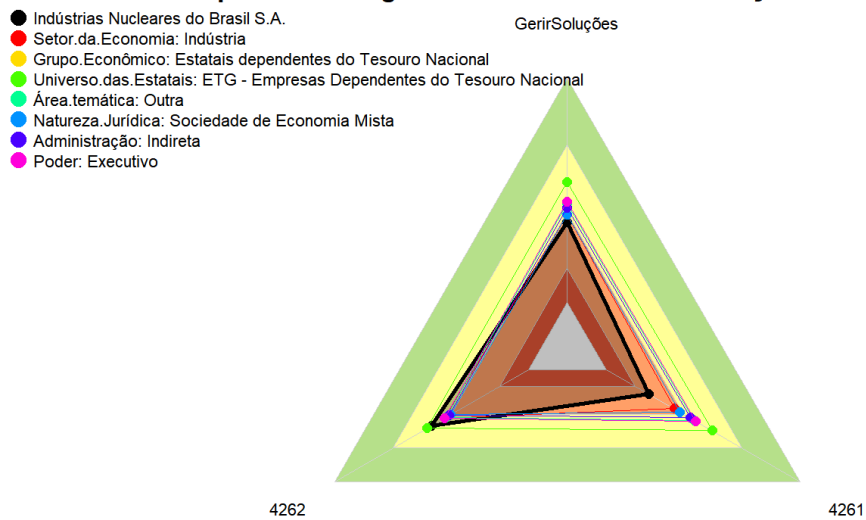 GerirSoluções
Indústrias Nucleares do Brasil S.A.
Setor.da.Economia: Indústria
Grupo.Econômico: Estatais dependentes do Tesouro Nacional
Universo.das.Estatais: ETG - Empresas Dependentes do Tesouro Nacional
Área.temática: Outra
Natureza.Jurídica: Sociedade de Economia Mista
Administração: Indireta
Poder: Executivo
4262
4261